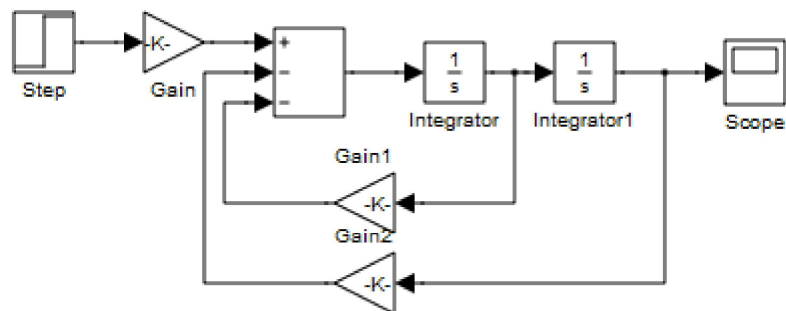 -K-
+
−
−
1
s
1
s
Step
Gain
Integrator
Integrator1
Scope
Gain1
-K-
Gain2
-K-